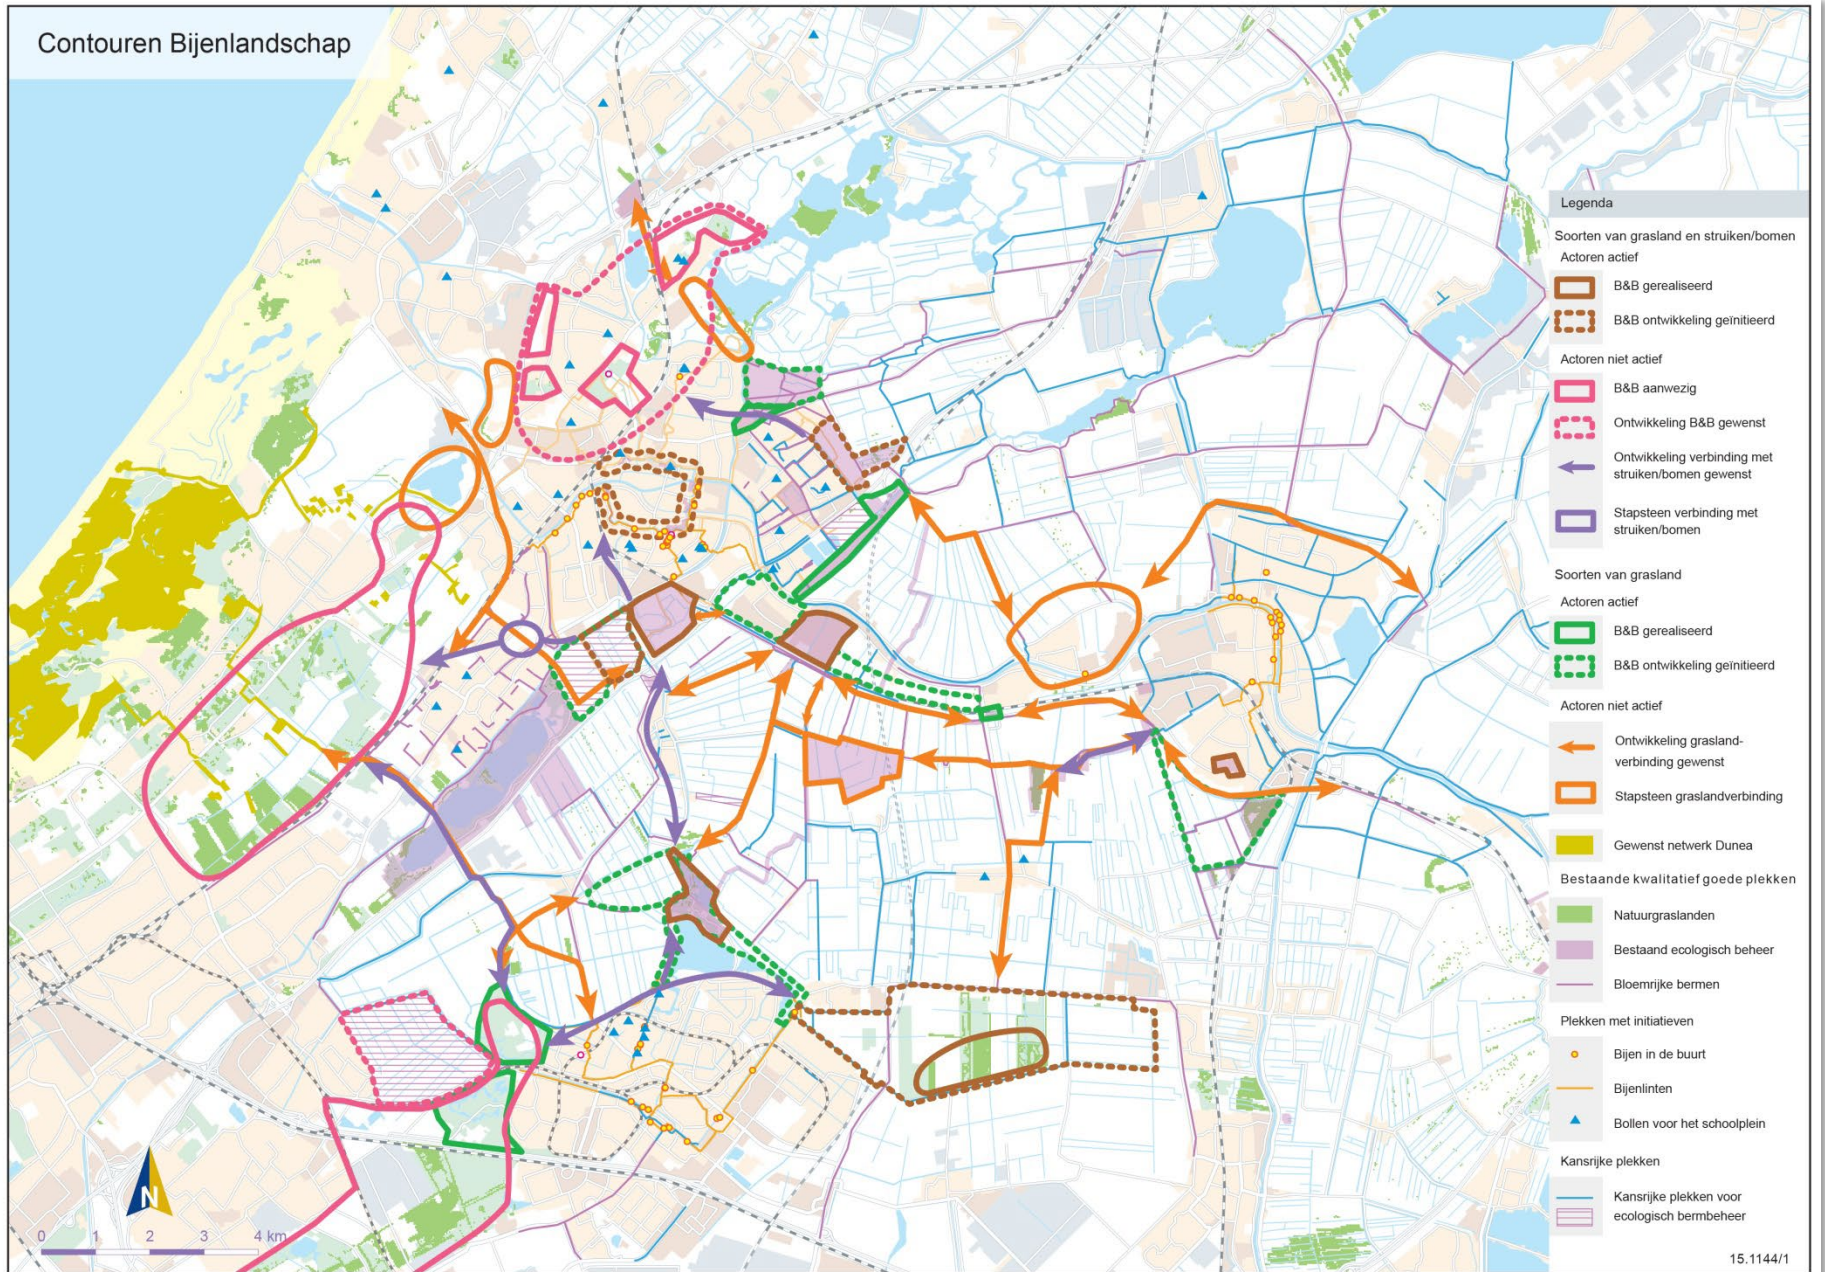 Contouren Bijenlandschap
Legenda
Soorten van grasland en struiken/bomen
Actoren actief
B&B gerealiseerd
B&B ontwikkeling geïnitieerd
Actoren niet actief
B&B aanwezig
Ontwikkeling B&B gewenst
Ontwikkeling verbinding met
struiken/bomen gewenst
Stapsteen verbinding met
struiken/bomen
Soorten van grasland
Actoren actief
B&B gerealiseerd
B&B ontwikkeling geïnitieerd
Actoren niet actief
Ontwikkeling grasland-
verbinding gewenst
Stapsteen graslandverbinding
Gewenst netwerk Dunea
Bestaande kwalitatief goede plekken
Natuurgraslanden
Bestaand ecologisch beheer
Bloemrijke bermen
Plekken met initiatieven
Bijen in de buurt
Bijenlinten
Bollen voor het schoolplein
Kansrijke plekken
Kansrijke plekken voor
ecologisch bermbeheer
N
0 1 2 3 4 km
15.1144/1